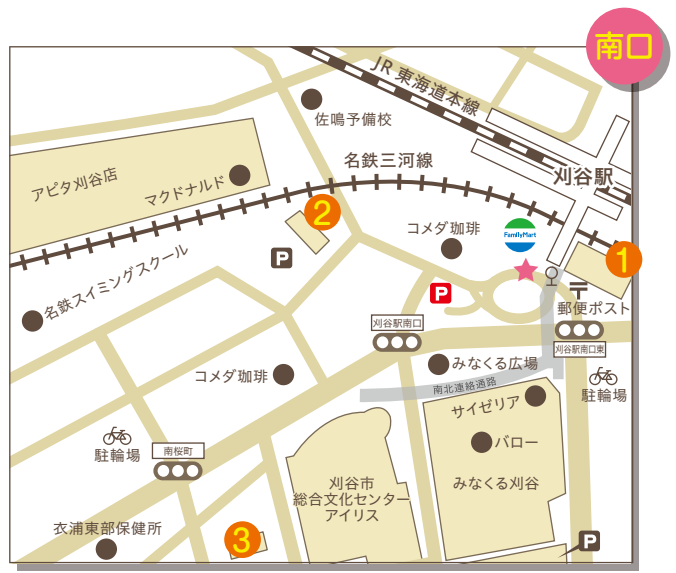 南口
JR東海道本線
佐鳴予備校
名鉄三河線
刈谷駅
アピタ刈谷店
マクドナルド
2
コメダ珈琲
FamilyMart
1
P
P
名鉄スイミングスクール
郵便ポスト
刈谷駅南口
刈谷駅南口東
みなくる広場
南北連絡通路
コメダ珈琲
駐輪場
サイゼリア
バロー
みなくる刈谷
駐輪場
南桜町
刈谷市
総合文化センター
アイリス
衣浦東部保健所
3
P